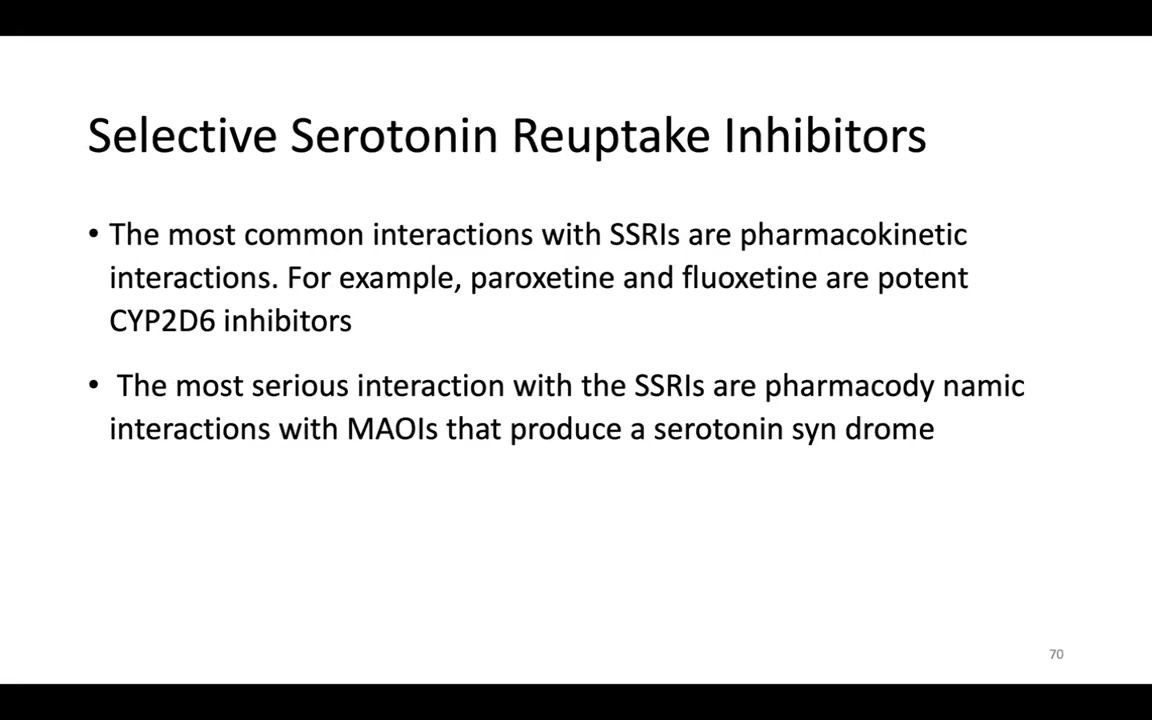 Selective Serotonin Reuptake Inhibitors
• The most common interactions with SSRIs are pharmacokinetic
interactions. For example, paroxetine and fluoxetine are potent
CYP2D6 inhibitors
• The most serious interaction with the SSRIs are pharmacody namic
interactions with MAOIs that produce a serotonin syn drome
70